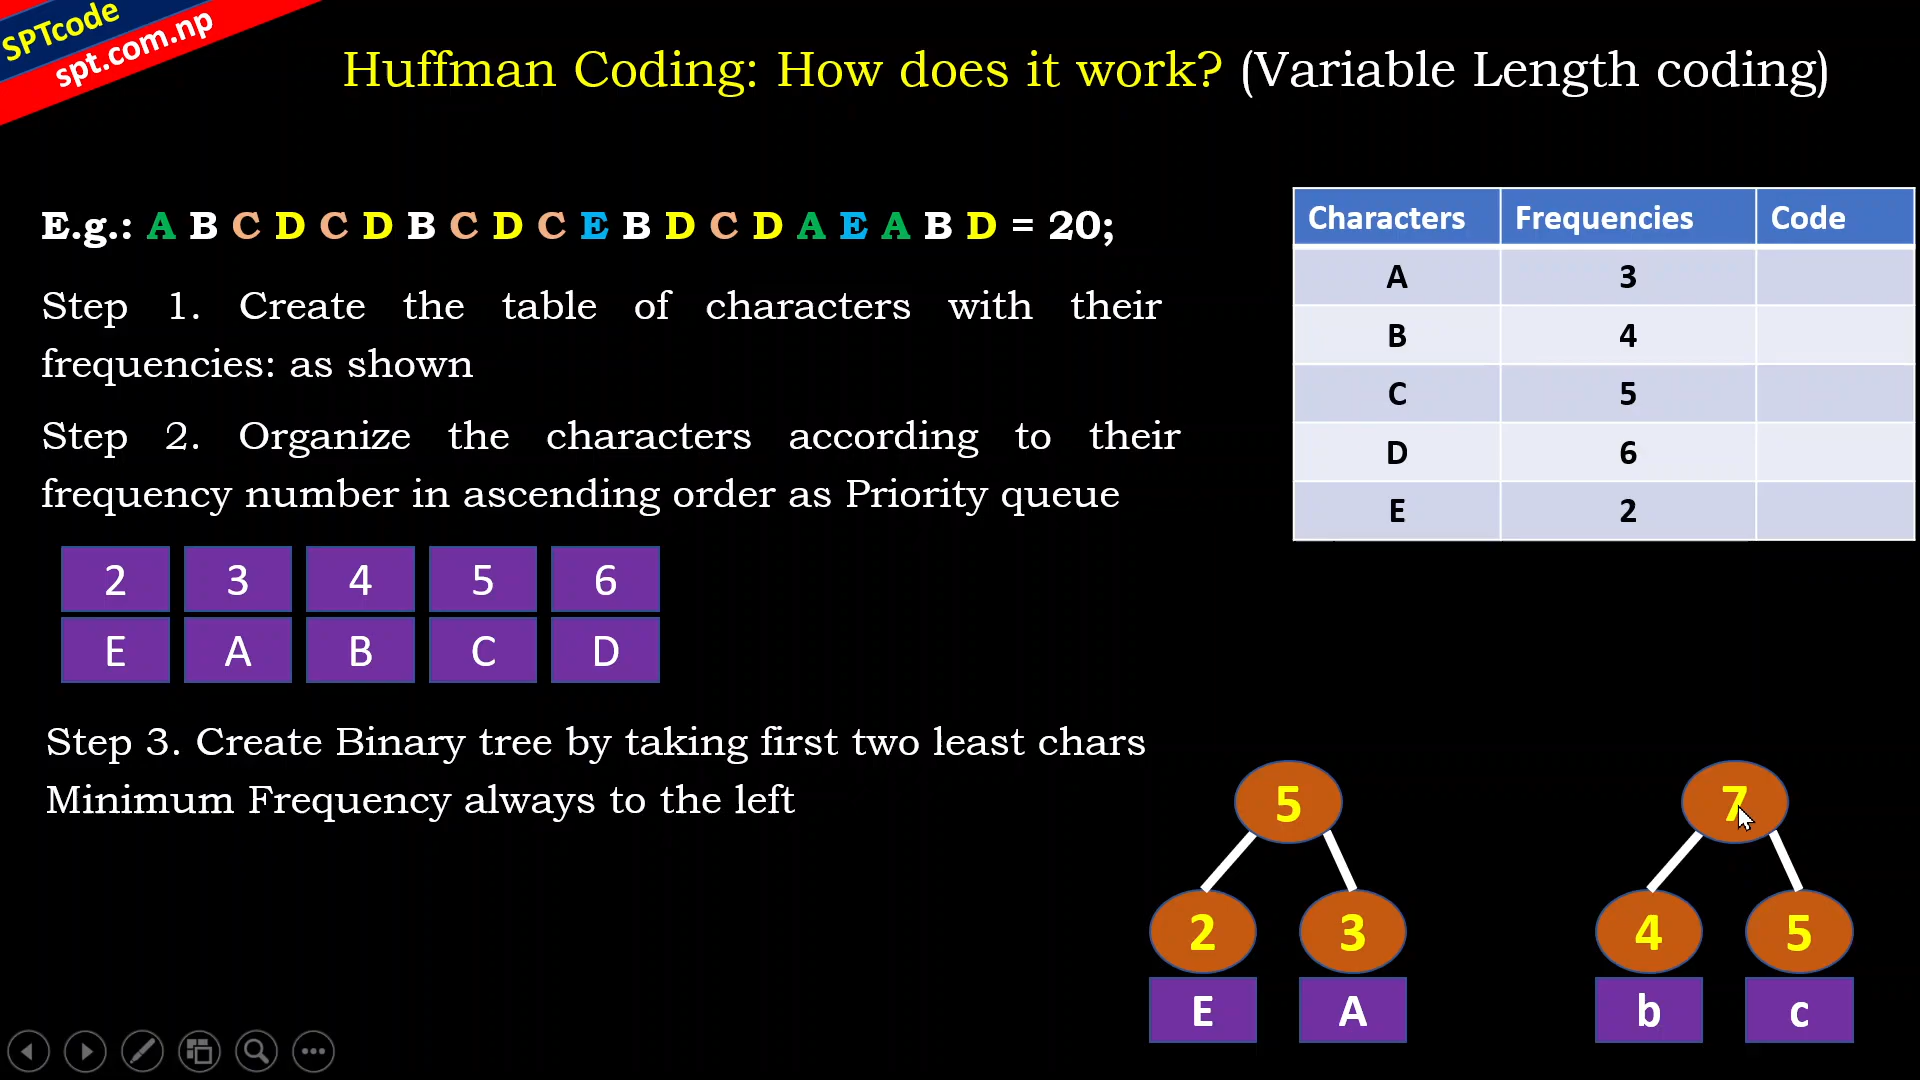 SPTcode
spt.com.np
Huffman Coding: How does it work? (Variable Length coding)
E.g.: A B C D C D B C D C E B D C D A E A B D = 20;
Step 1. Create the table of characters with their
frequencies: as shown
Step 2. Organize the characters according to their
frequency number in ascending order as Priority queue
2 3 4 5 6
E A B C D
Step 3. Create Binary tree by taking first two least chars
Minimum Frequency always to the left
Characters Frequencies Code
A 3
B 4
C 5
D 6
E 2
5 7
2 3 4 5
E A b c